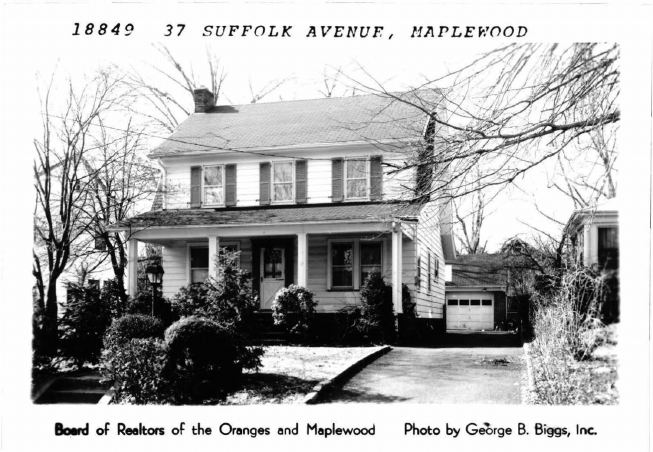 18849 37 SUFFOLK AVENUE, MAPLEWOOD
Board of Realtors of the Oranges and Maplewood Photo by George B. Biggs, Inc.